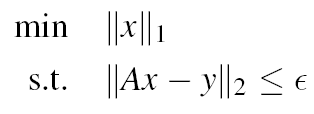 min ‖x‖₁
s.t. ‖Ax − y‖₂ ≤ ϵ